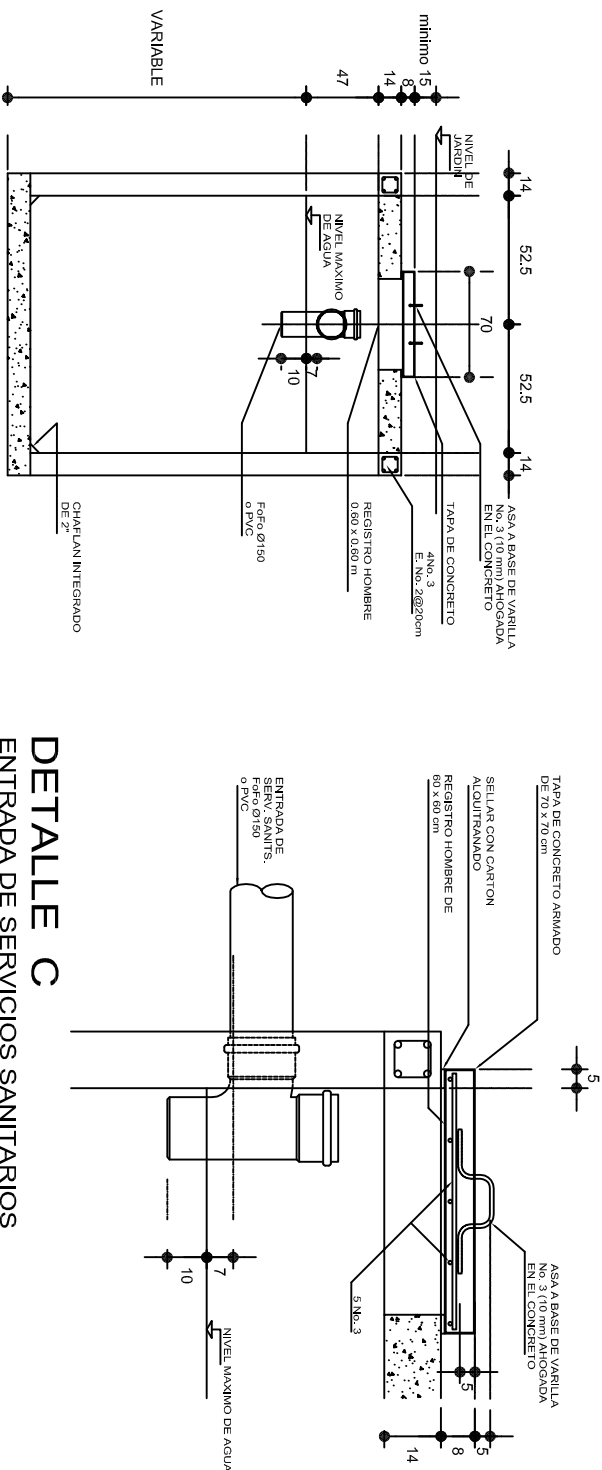 14
52.5
52.5
14
70
minimo 15
8
14
47
VARIABLE
NIVEL DE
JARDIN
NIVEL MAXIMO
DE AGUA
7
10
ASA A BASE DE VARILLA
No. 3 (10 mm) AHOGADA
EN EL CONCRETO
TAPA DE CONCRETO
4No. 3
E. No. 2@20cm
REGISTRO HOMBRE
0.60 x 0.60 m
FoFo Ø150
o PVC
CHAFLAN INTEGRADO
DE 2"
TAPA DE CONCRETO ARMADO
DE 70 x 70 cm
SELLAR CON CARTON
ALQUITRANADO
REGISTRO HOMBRE DE
60 x 60 cm
ENTRADA DE
SERV. SANITS.
FoFo Ø150
o PVC
5
ASA A BASE DE VARILLA
No. 3 (10 mm) AHOGADA
EN EL CONCRETO
5 No. 3
5
5
8
14
7
10
NIVEL MAXIMO DE AGUA
DETALLE C
ENTRADA DE SERVICIOS SANITARIOS